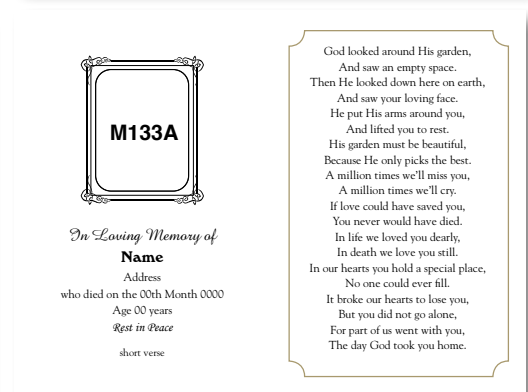 M133A
In Loving Memory of
Name
Address
who died on the 00th Month 0000
Age 00 years
Rest in Peace
short verse
God looked around His garden,
And saw an empty space.
Then He looked down here on earth,
And saw your loving face.
He put His arms around you,
And lifted you to rest.
His garden must be beautiful,
Because He only picks the best.
A million times we'll miss you,
A million times we'll cry.
If love could have saved you,
You never would have died.
In life we loved you dearly,
In death we love you still.
In our hearts you hold a special place,
No one could ever fill.
It broke our hearts to lose you,
But you did not go alone,
For part of us went with you,
The day God took you home.